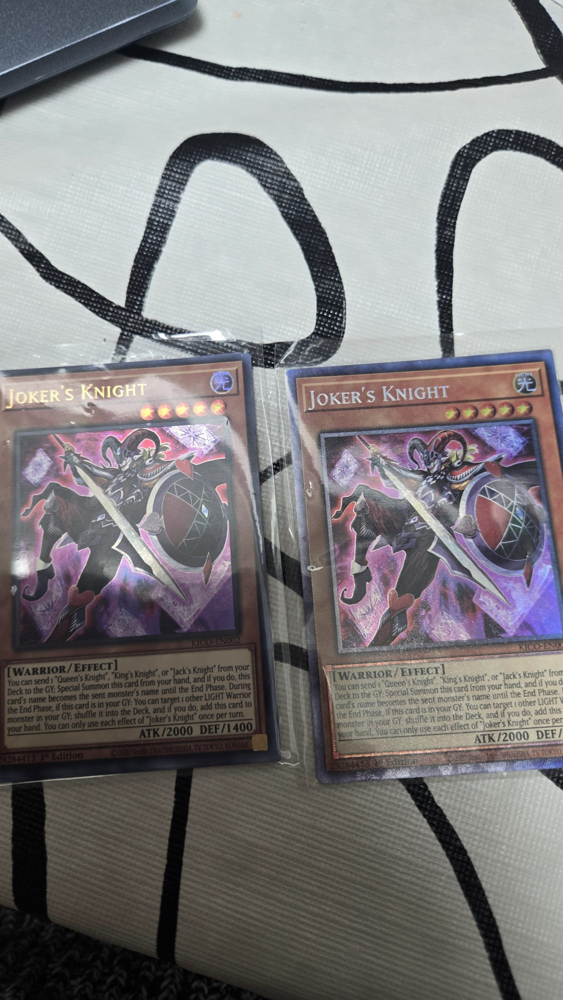 JOKER'S KNIGHT
LIGHT
光
KICO-EN002
[WARRIOR/EFFECT]
You can send 1 "Queen's Knight", "King's Knight", or "Jack's Knight" from your
Deck to the GY; Special Summon this card from your hand, and if you do, this
card's name becomes the sent monster's name until the End Phase. During
the End Phase, if this card is in your GY: You can target 1 other LIGHT Warrior
monster in your GY; shuffle it into the Deck, and if you do, add this card to
your hand. You can only use each effect of "Joker's Knight" once per turn.
ATK/2000 DEF/1400
29284413 1st Edition
©2020 Studio Dice/SHUEISHA, TV TOKYO, KONAMI
JOKER'S KNIGHT
LIGHT
光
KICO-EN00
[WARRIOR/EFFECT]
You can send 1 "Queen's Knight", "King's Knight", or "Jack's Knight" from
Deck to the GY; Special Summon this card from your hand, and if you d
card's name becomes the sent monster's name until the End Phase.
the End Phase, if this card is in your GY: You can target 1 other LIGHT W
monster in your GY; shuffle it into the Deck, and if you do, add this
your hand. You can only use each effect of "Joker's Knight" once per
ATK/2000 DEF/
29284413 1st Edition
©2020 Studio Dice/SHUEISHA, TV TOKYO,